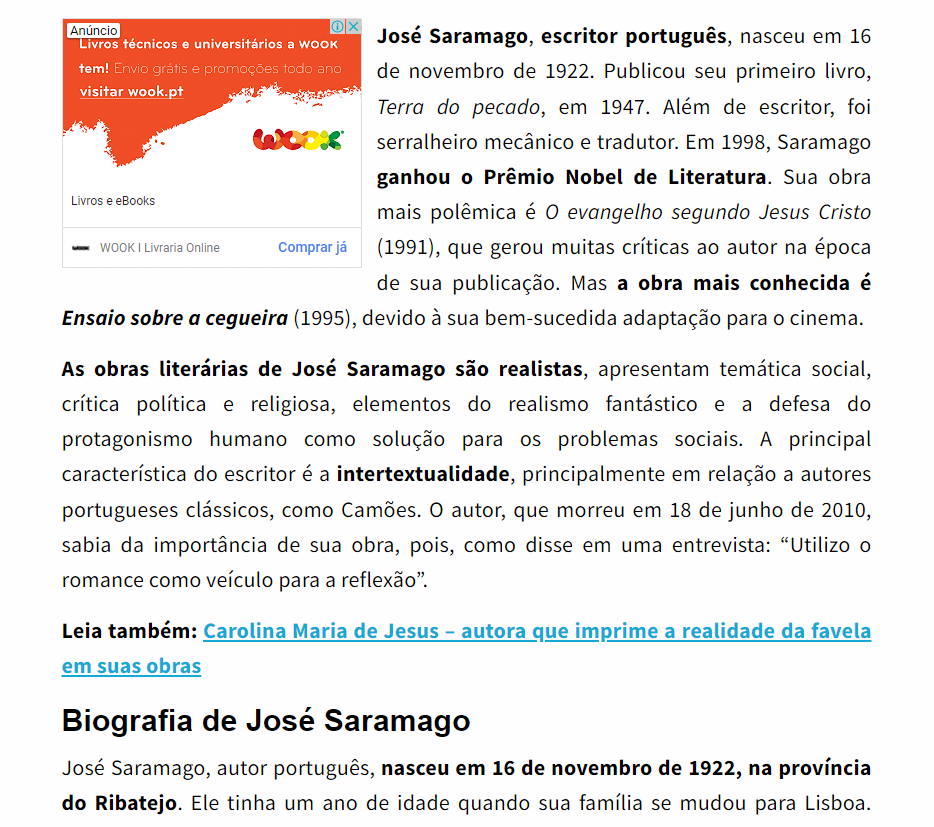 Anúncio
Livros técnicos e universitários a WOOK
tem! Envio grátis e promoções todo ano
visitar wook.pt
WOOK
Livros e eBooks
WOOK I Livraria Online
Comprar já
José Saramago, escritor português, nasceu em 16
de novembro de 1922. Publicou seu primeiro livro,
Terra do pecado, em 1947. Além de escritor, foi
serralheiro mecânico e tradutor. Em 1998, Saramago
ganhou o Prêmio Nobel de Literatura. Sua obra
mais polêmica é O evangelho segundo Jesus Cristo
(1991), que gerou muitas críticas ao autor na época
de sua publicação. Mas a obra mais conhecida é
Ensaio sobre a cegueira (1995), devido à sua bem-sucedida adaptação para o cinema.
As obras literárias de José Saramago são realistas, apresentam temática social,
crítica política e religiosa, elementos do realismo fantástico e a defesa do
protagonismo humano como solução para os problemas sociais. A principal
característica do escritor é a intertextualidade, principalmente em relação a autores
portugueses clássicos, como Camões. O autor, que morreu em 18 de junho de 2010,
sabia da importância de sua obra, pois, como disse em uma entrevista: “Utilizo o
romance como veículo para a reflexão”.
Leia também: Carolina Maria de Jesus – autora que imprime a realidade da favela
em suas obras
Biografia de José Saramago
José Saramago, autor português, nasceu em 16 de novembro de 1922, na província
do Ribatejo. Ele tinha um ano de idade quando sua família se mudou para Lisboa.